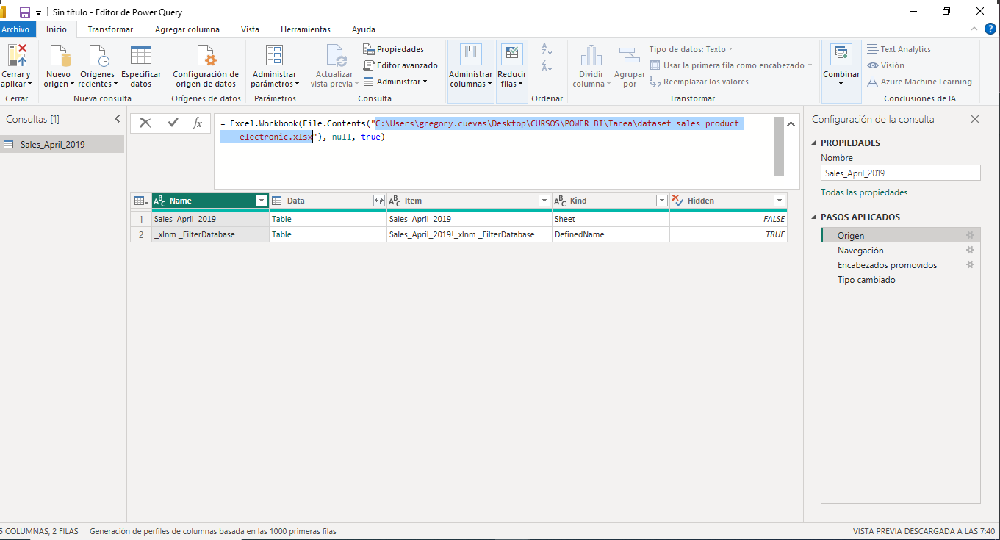 Sin título - Editor de Power Query
Archivo Inicio Transformar Agregar columna Vista Herramientas Ayuda
Cerrar y aplicar
Cerrar
Nuevo origen
Orígenes recientes
Especificar datos
Nueva consulta
Configuración de origen de datos
Orígenes de datos
Administrar parámetros
Parámetros
Actualizar vista previa
Propiedades
Editor avanzado
Administrar
Consulta
Administrar columnas
Reducir filas
Ordenar
Dividir columna
Agrupar por
Tipo de datos: Texto
Usar la primera fila como encabezado
Reemplazar los valores
Transformar
Combinar
Text Analytics
Visión
Azure Machine Learning
Conclusiones de IA
Consultas [1]
Sales_April_2019
= Excel.Workbook(File.Contents("C:\Users\gregory.cuevas\Desktop\CURSOS\POWER BI\Tarea\dataset sales product
electronic.xlsx"), null, true)
Name Data Item Kind Hidden
1 Sales_April_2019 Table Sales_April_2019 Sheet FALSE
2 _xlnm._FilterDatabase Table Sales_April_2019!_xlnm._FilterDatabase DefinedName TRUE
Configuración de la consulta
PROPIEDADES
Nombre
Sales_April_2019
Todas las propiedades
PASOS APLICADOS
Origen
Navegación
Encabezados promovidos
Tipo cambiado
5 COLUMNAS, 2 FILAS Generación de perfiles de columnas basada en las 1000 primeras filas
VISTA PREVIA DESCARGADA A LAS 7:40